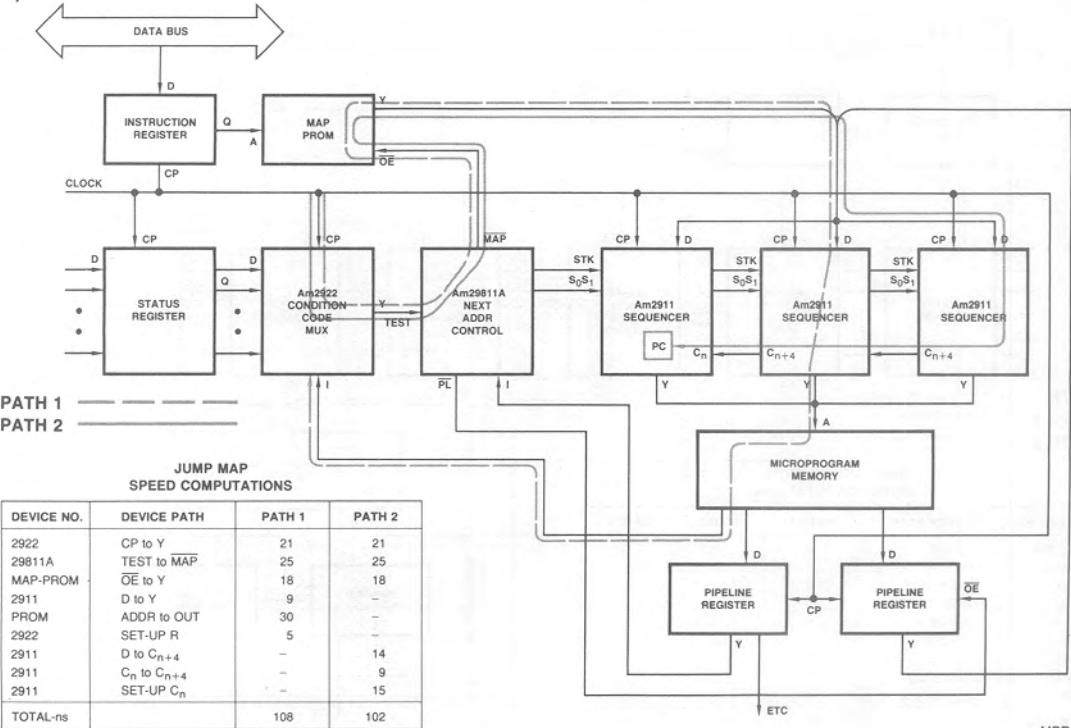 DATA BUS
D
INSTRUCTION
REGISTER
Q
A
MAP
PROM
Y
OE
CP
CLOCK
CP
CP
MAP
CP
D
CP
D
CP
D
D
STATUS
REGISTER
Q
D
Am2922
CONDITION
CODE
MUX
Y
TEST
Am29811A
NEXT
ADDR
CONTROL
STK
S0S1
Am2911
SEQUENCER
PC
Cn
STK
S0S1
Am2911
SEQUENCER
Cn+4
STK
S0S1
Am2911
SEQUENCER
Cn+4
I
PL
I
Y
Y
Y
PATH 1
PATH 2
A
MICROPROGRAM
MEMORY
D
D
PIPELINE
REGISTER
CP
PIPELINE
REGISTER
OE
Y
Y
ETC
JUMP MAP
SPEED COMPUTATIONS
DEVICE NO. DEVICE PATH PATH 1 PATH 2
2922 CP to Y 21 21
29811A TEST to MAP 25 25
MAP-PROM OE to Y 18 18
2911 D to Y 9 –
PROM ADDR to OUT 30 –
2922 SET-UP R 5 –
2911 D to Cn+4 – 14
2911 Cn to Cn+4 – 9
2911 SET-UP Cn – 15
TOTAL-ns 108 102